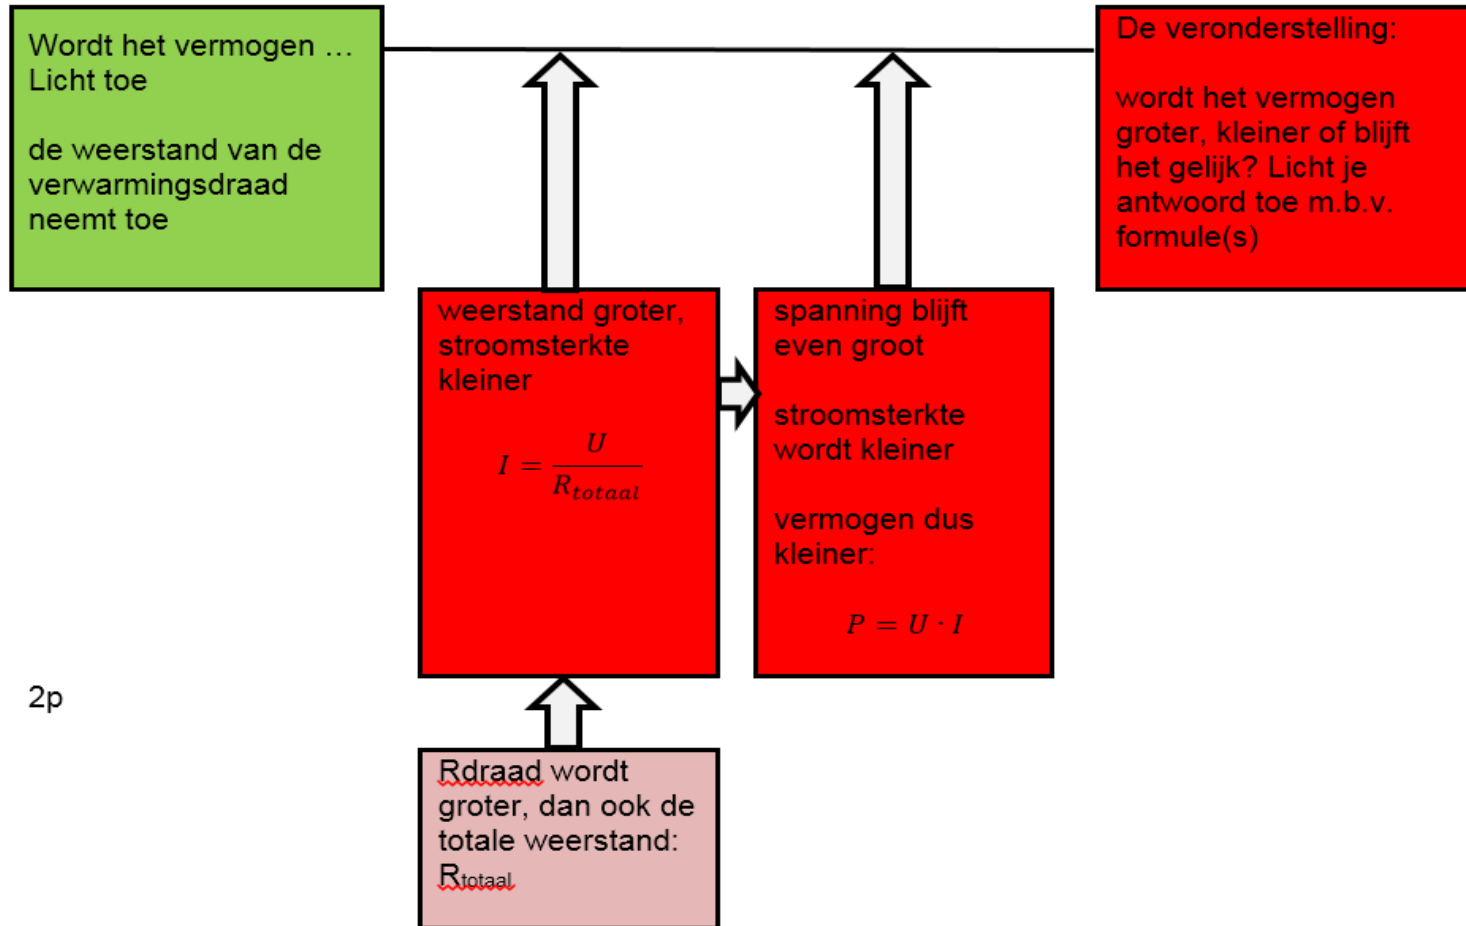 Wordt het vermogen …
Licht toe
de weerstand van de
verwarmingsdraad
neemt toe
De veronderstelling:
wordt het vermogen
groter, kleiner of blijft
het gelijk? Licht je
antwoord toe m.b.v.
formule(s)
weerstand groter,
stroomsterkte
kleiner
I = U / R_totaal
spanning blijft
even groot
stroomsterkte
wordt kleiner
vermogen dus
kleiner:
P = U · I
2p
Rdraad wordt
groter, dan ook de
totale weerstand:
Rtotaal